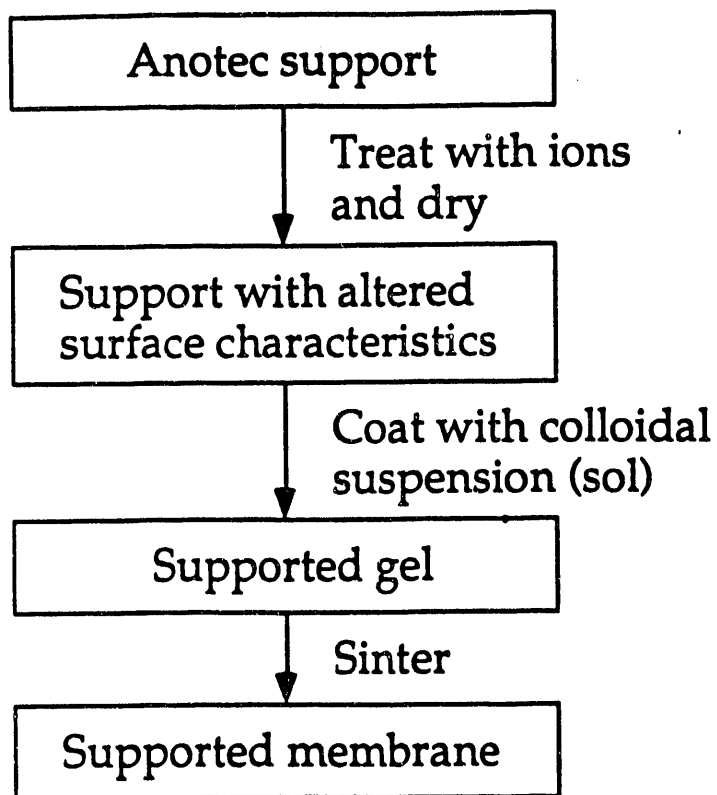 Anotec support
Treat with ions
and dry
Support with altered
surface characteristics
Coat with colloidal
suspension (sol)
Supported gel
Sinter
Supported membrane